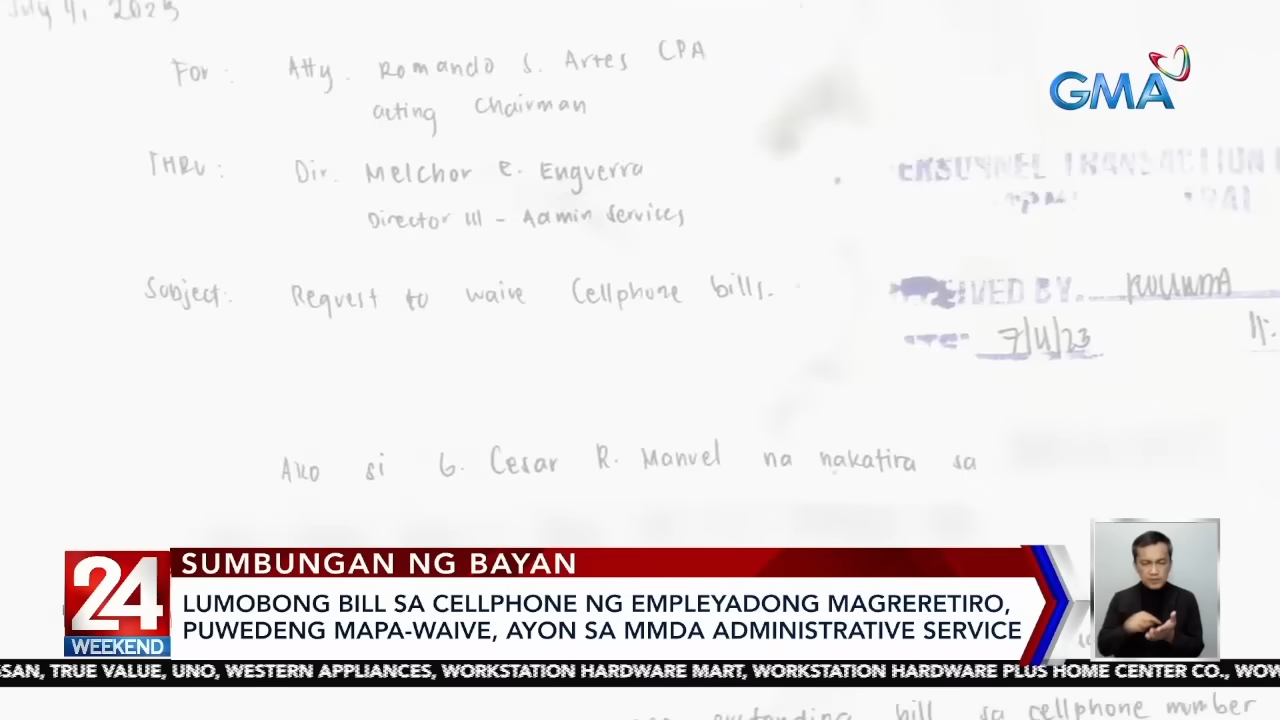 July 4, 2023
For: Atty. Romando S. Artes CPA
acting Chairman
GMA
THRU: Dir. Melchor E. Enguerra
Director III - Admin Services
TRANSACTION
Subject: Request to waive Cellphone bills.
BY.
7/4/23
Ako si G. Cesar R. Manuel na nakatira sa
SUMBUNGAN NG BAYAN
24
WEEKEND
LUMOBONG BILL SA CELLPHONE NG EMPLEYADONG MAGRERETIRO,
PUWEDENG MAPA-WAIVE, AYON SA MMDA ADMINISTRATIVE SERVICE
SSAN, TRUE VALUE, UNO, WESTERN APPLIANCES, WORKSTATION HARDWARE MART, WORKSTATION HARDWARE PLUS HOME CENTER CO., WOW
outstanding bill sa cellphone number